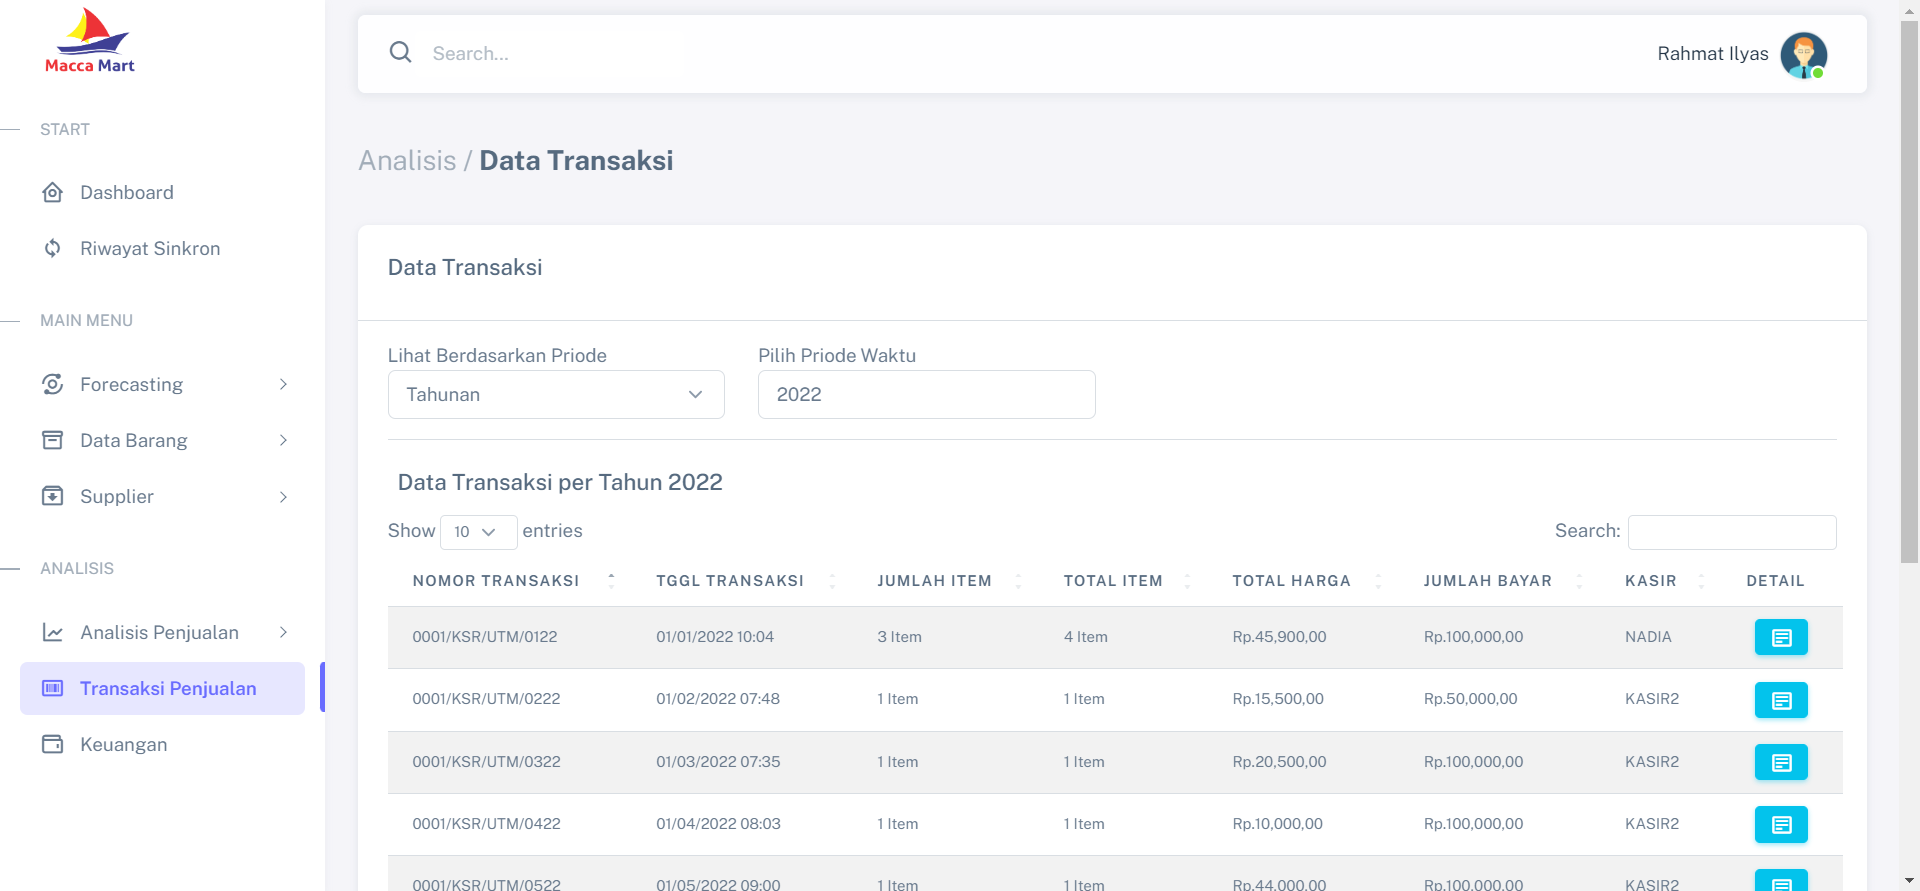 Macca Mart
START
Dashboard
Riwayat Sinkron
MAIN MENU
Forecasting
Data Barang
Supplier
ANALISIS
Analisis Penjualan
Transaksi Penjualan
Keuangan
Search...
Rahmat Ilyas
Analisis / Data Transaksi
Data Transaksi
Lihat Berdasarkan Priode Pilih Priode Waktu
Tahunan 2022
Data Transaksi per Tahun 2022
Show 10 entries Search:
NOMOR TRANSAKSI TGGL TRANSAKSI JUMLAH ITEM TOTAL ITEM TOTAL HARGA JUMLAH BAYAR KASIR DETAIL
0001/KSR/UTM/0122 01/01/2022 10:04 3 Item 4 Item Rp.45,900,00 Rp.100,000,00 NADIA
0001/KSR/UTM/0222 01/02/2022 07:48 1 Item 1 Item Rp.15,500,00 Rp.50,000,00 KASIR2
0001/KSR/UTM/0322 01/03/2022 07:35 1 Item 1 Item Rp.20,500,00 Rp.100,000,00 KASIR2
0001/KSR/UTM/0422 01/04/2022 08:03 1 Item 1 Item Rp.10,000,00 Rp.100,000,00 KASIR2
0001/KSR/UTM/0522 01/05/2022 09:00 1 Item 1 Item Rp.44,000,00 Rp.100,000,00 KASIR2